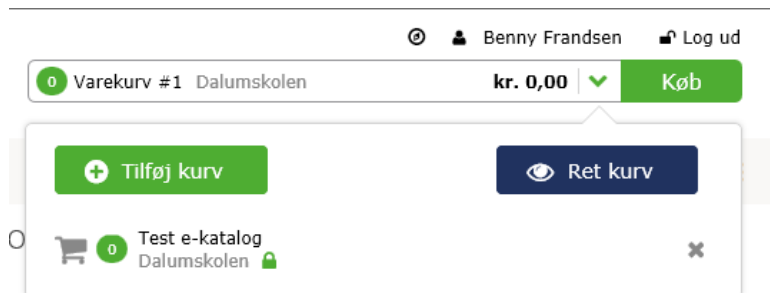 Benny Frandsen Log ud
0 Varekurv #1 Dalumskolen kr. 0,00 Køb
Tilføj kurv Ret kurv
0 Test e-katalog
Dalumskolen